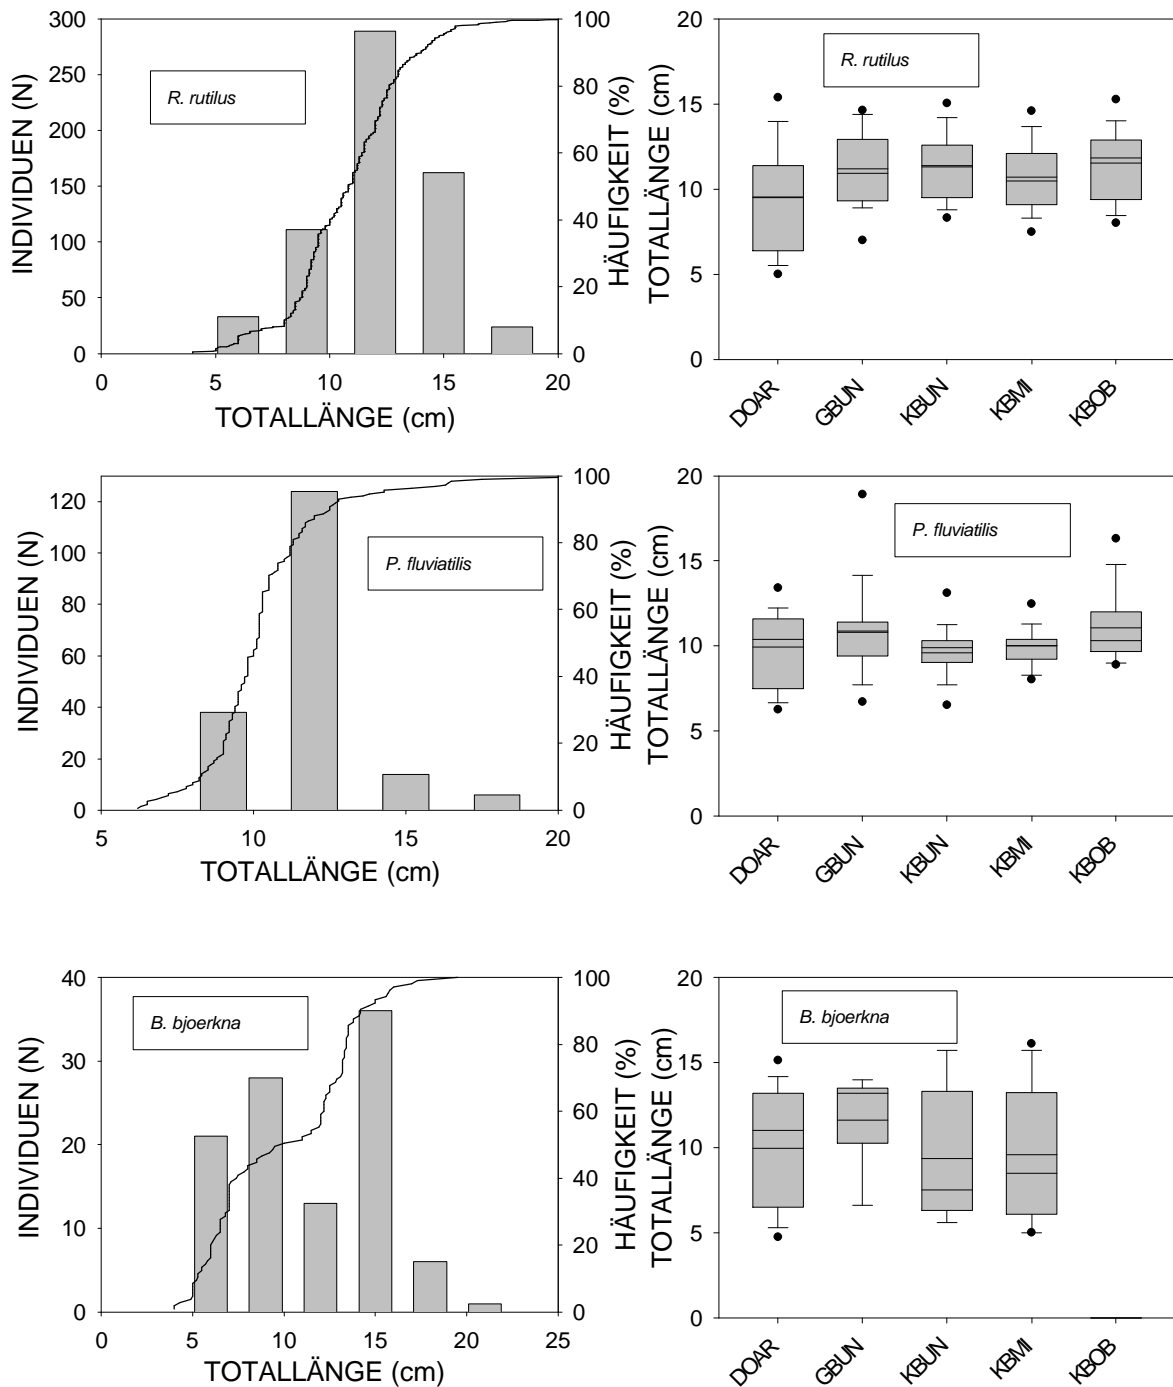 300
250
200
150
100
50
0
INDIVIDUEN (N)
R. rutilus
100
80
60
40
20
0
HÄUFIGKEIT (%)
0 5 10 15 20
TOTALLÄNGE (cm)
20
15
10
5
0
TOTALLÄNGE (cm)
R. rutilus
DOAR GBUN KBUN KBMI KBOB
120
100
80
60
40
20
0
INDIVIDUEN (N)
P. fluviatilis
100
80
60
40
20
0
HÄUFIGKEIT (%)
5 10 15 20
TOTALLÄNGE (cm)
20
15
10
5
0
TOTALLÄNGE (cm)
P. fluviatilis
DOAR GBUN KBUN KBMI KBOB
40
30
20
10
0
INDIVIDUEN (N)
B. bjoerkna
100
80
60
40
20
0
HÄUFIGKEIT (%)
0 5 10 15 20 25
TOTALLÄNGE (cm)
20
15
10
5
0
TOTALLÄNGE (cm)
B. bjoerkna
DOAR GBUN KBUN KBMI KBOB